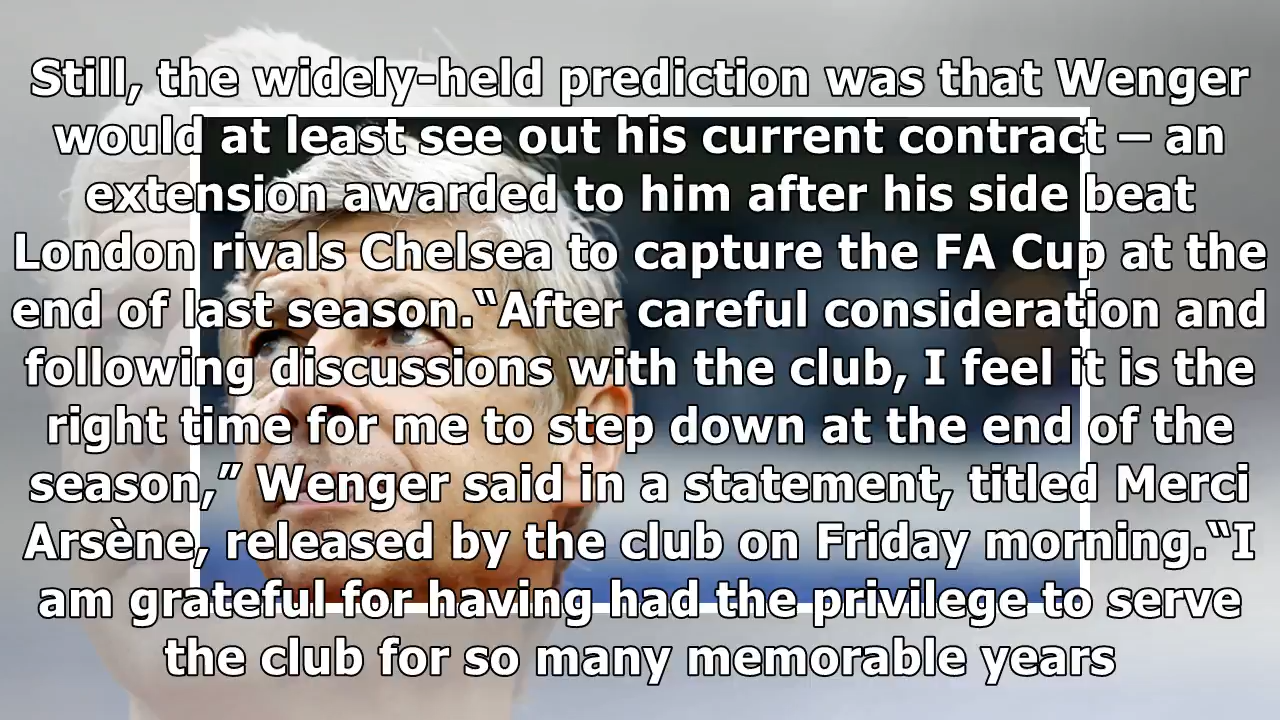 Still, the widely-held prediction was that Wenger
would at least see out his current contract – an
extension awarded to him after his side beat
London rivals Chelsea to capture the FA Cup at the
end of last season.“After careful consideration and
following discussions with the club, I feel it is the
right time for me to step down at the end of the
season,” Wenger said in a statement, titled Merci
Arsène, released by the club on Friday morning.“I
am grateful for having had the privilege to serve
the club for so many memorable years